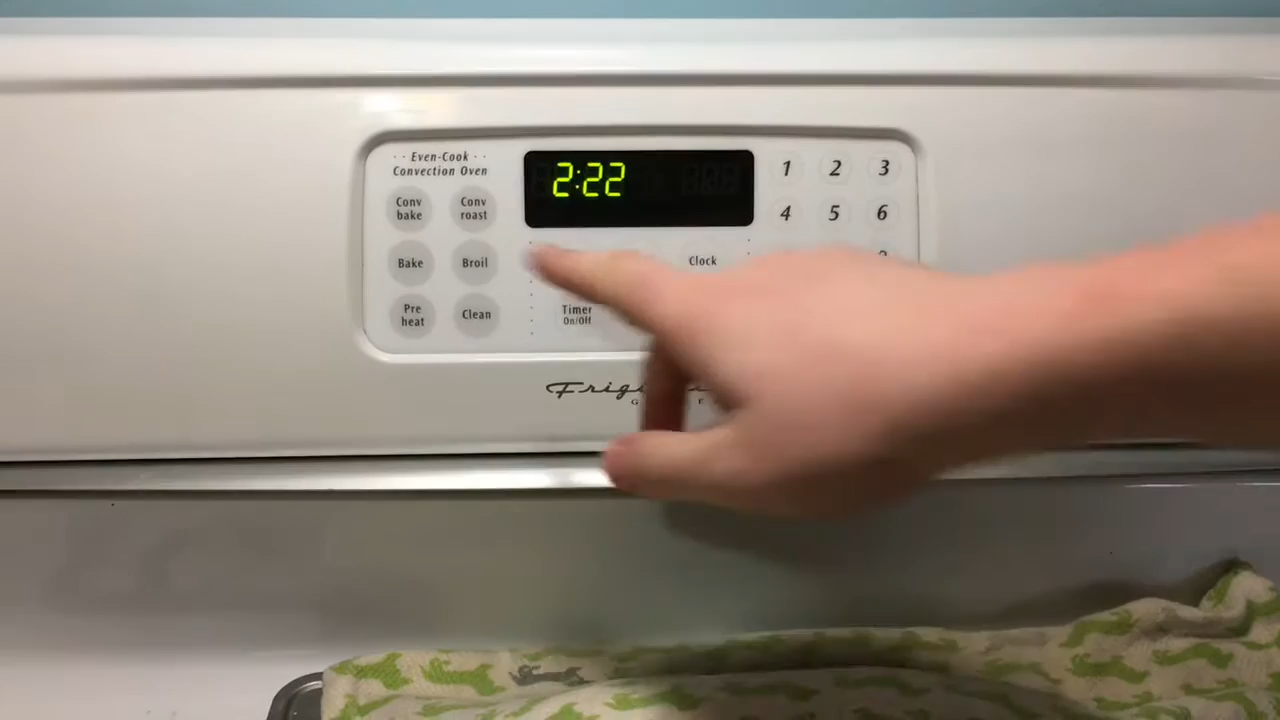 Even-Cook
Convection Oven
Conv
bake
Conv
roast
Bake
Broil
Pre
heat
Clean
2:22
Clock
Timer
On/Off
1 2 3
4 5 6